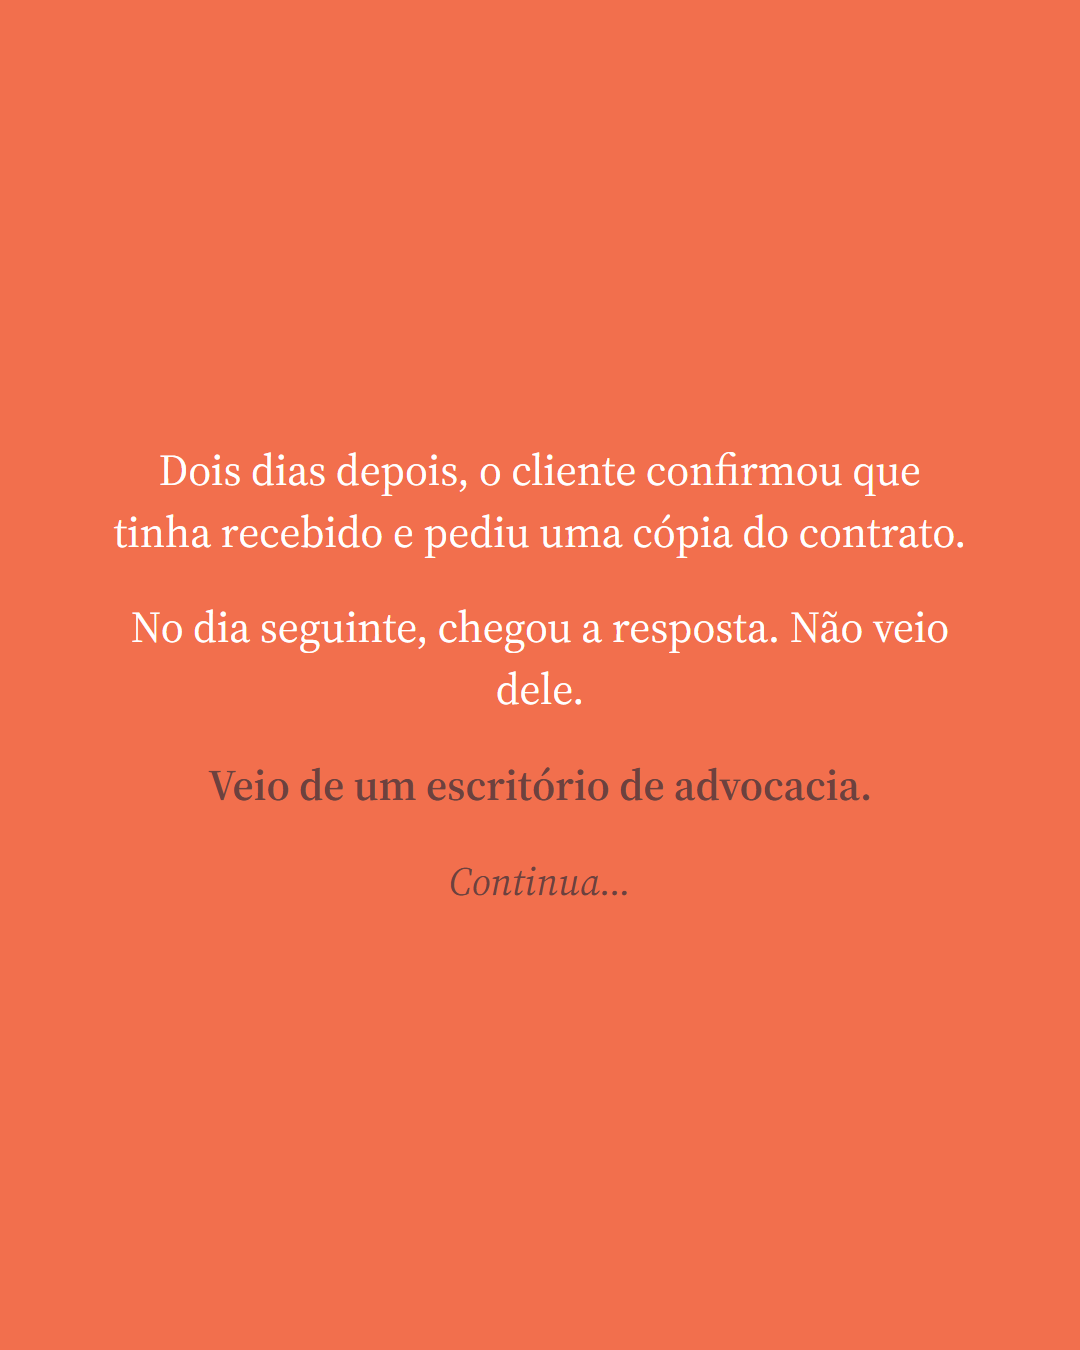 Dois dias depois, o cliente confirmou que
tinha recebido e pediu uma cópia do contrato.
No dia seguinte, chegou a resposta. Não veio
dele.
Veio de um escritório de advocacia.
Continua...